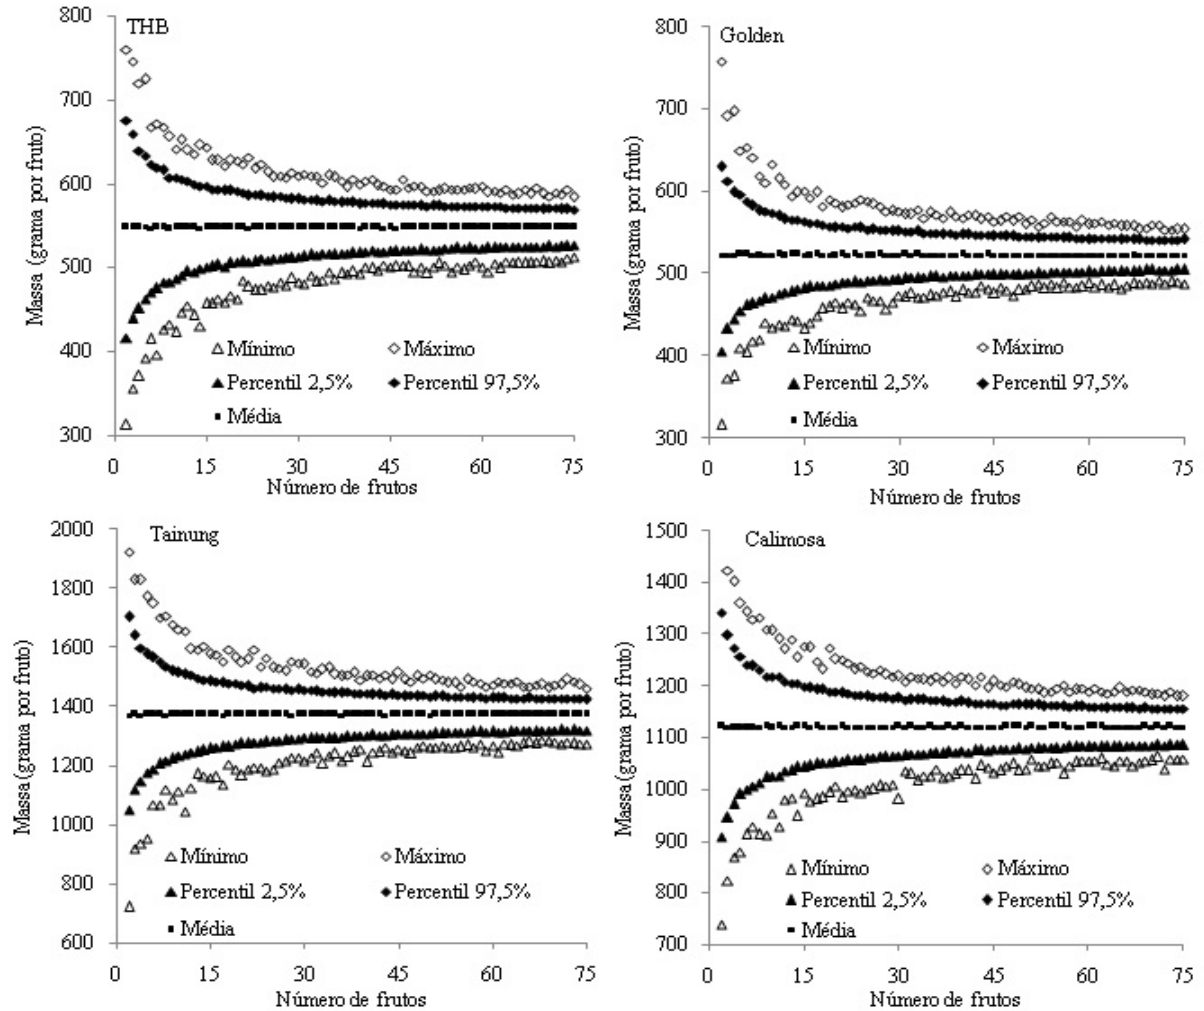 THB
Massa (grama por fruto)
800
700
600
500
400
300
Mínimo Máximo
Percentil 2,5% Percentil 97,5%
Média
0 15 30 45 60 75
Número de frutos
Golden
Massa (grama por fruto)
800
700
600
500
400
300
Mínimo Máximo
Percentil 2,5% Percentil 97,5%
Média
0 15 30 45 60 75
Número de frutos
Tainung
Massa (grama por fruto)
2000
1800
1600
1400
1200
1000
800
600
Mínimo Máximo
Percentil 2,5% Percentil 97,5%
Média
0 15 30 45 60 75
Número de frutos
Calimosa
Massa (grama por fruto)
1500
1400
1300
1200
1100
1000
900
800
700
Mínimo Máximo
Percentil 2,5% Percentil 97,5%
Média
0 15 30 45 60 75
Número de frutos